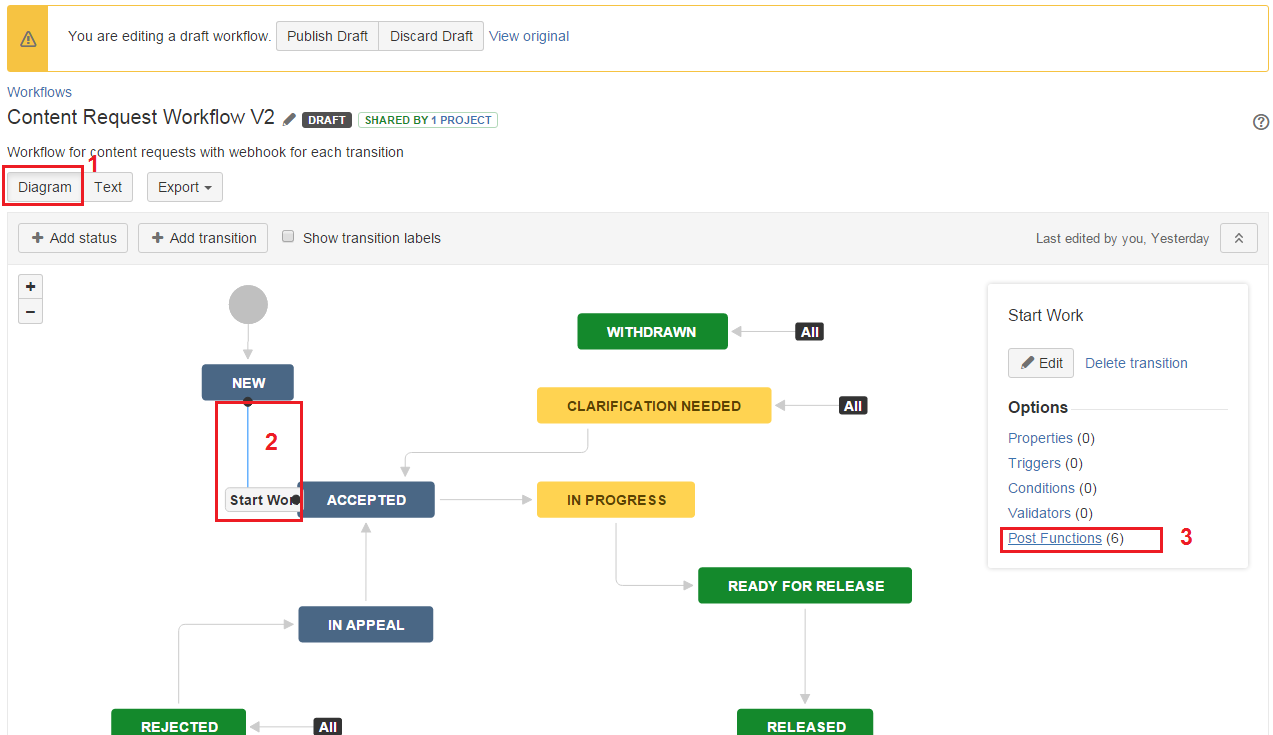 You are editing a draft workflow. Publish Draft Discard Draft View original
Workflows
Content Request Workflow V2 DRAFT SHARED BY 1 PROJECT
Workflow for content requests with webhook for each transition
1
Diagram Text Export
+ Add status + Add transition Show transition labels Last edited by you, Yesterday
+
−
NEW
2
Start Work
ACCEPTED
WITHDRAWN All
CLARIFICATION NEEDED All
IN PROGRESS
READY FOR RELEASE
IN APPEAL
REJECTED All
RELEASED
Start Work
Edit Delete transition
Options
Properties (0)
Triggers (0)
Conditions (0)
Validators (0)
Post Functions (6) 3